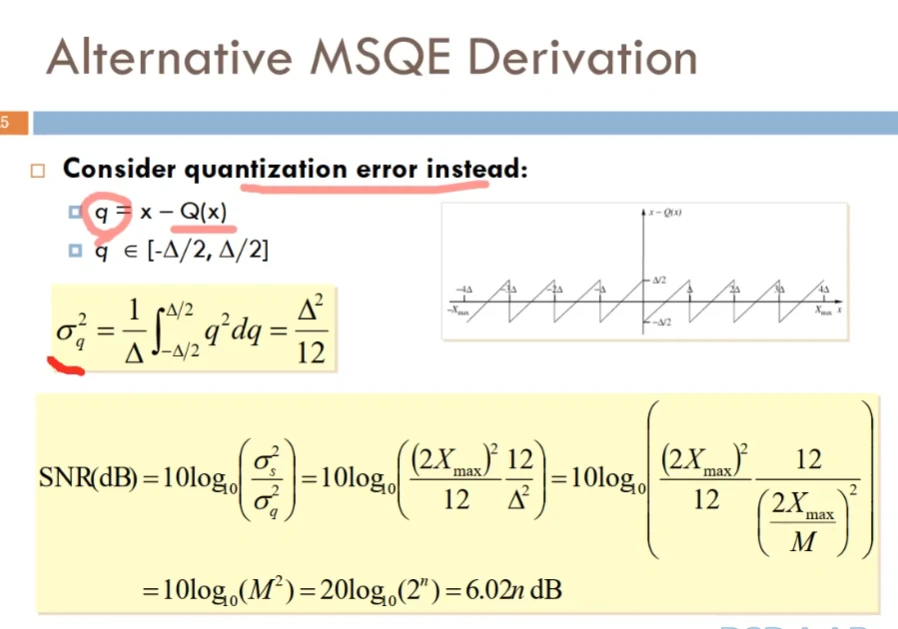 Alternative MSQE Derivation
5
Consider quantization error instead:
q = x – Q(x)
q ∈ [-Δ/2, Δ/2]
x – Q(x)
Δ/2
-4Δ -3Δ -2Δ -Δ Δ 2Δ 3Δ 4Δ
-Xmax Xmax x
-Δ/2
σ_q^2 = 1/Δ ∫_{-Δ/2}^{Δ/2} q^2 dq = Δ^2/12
SNR(dB) = 10log_10(σ_s^2/σ_q^2) = 10log_10((2X_max)^2/12 12/Δ^2) = 10log_10((2X_max)^2/12 12/(2X_max/M)^2)
= 10log_10(M^2) = 20log_10(2^n) = 6.02n dB